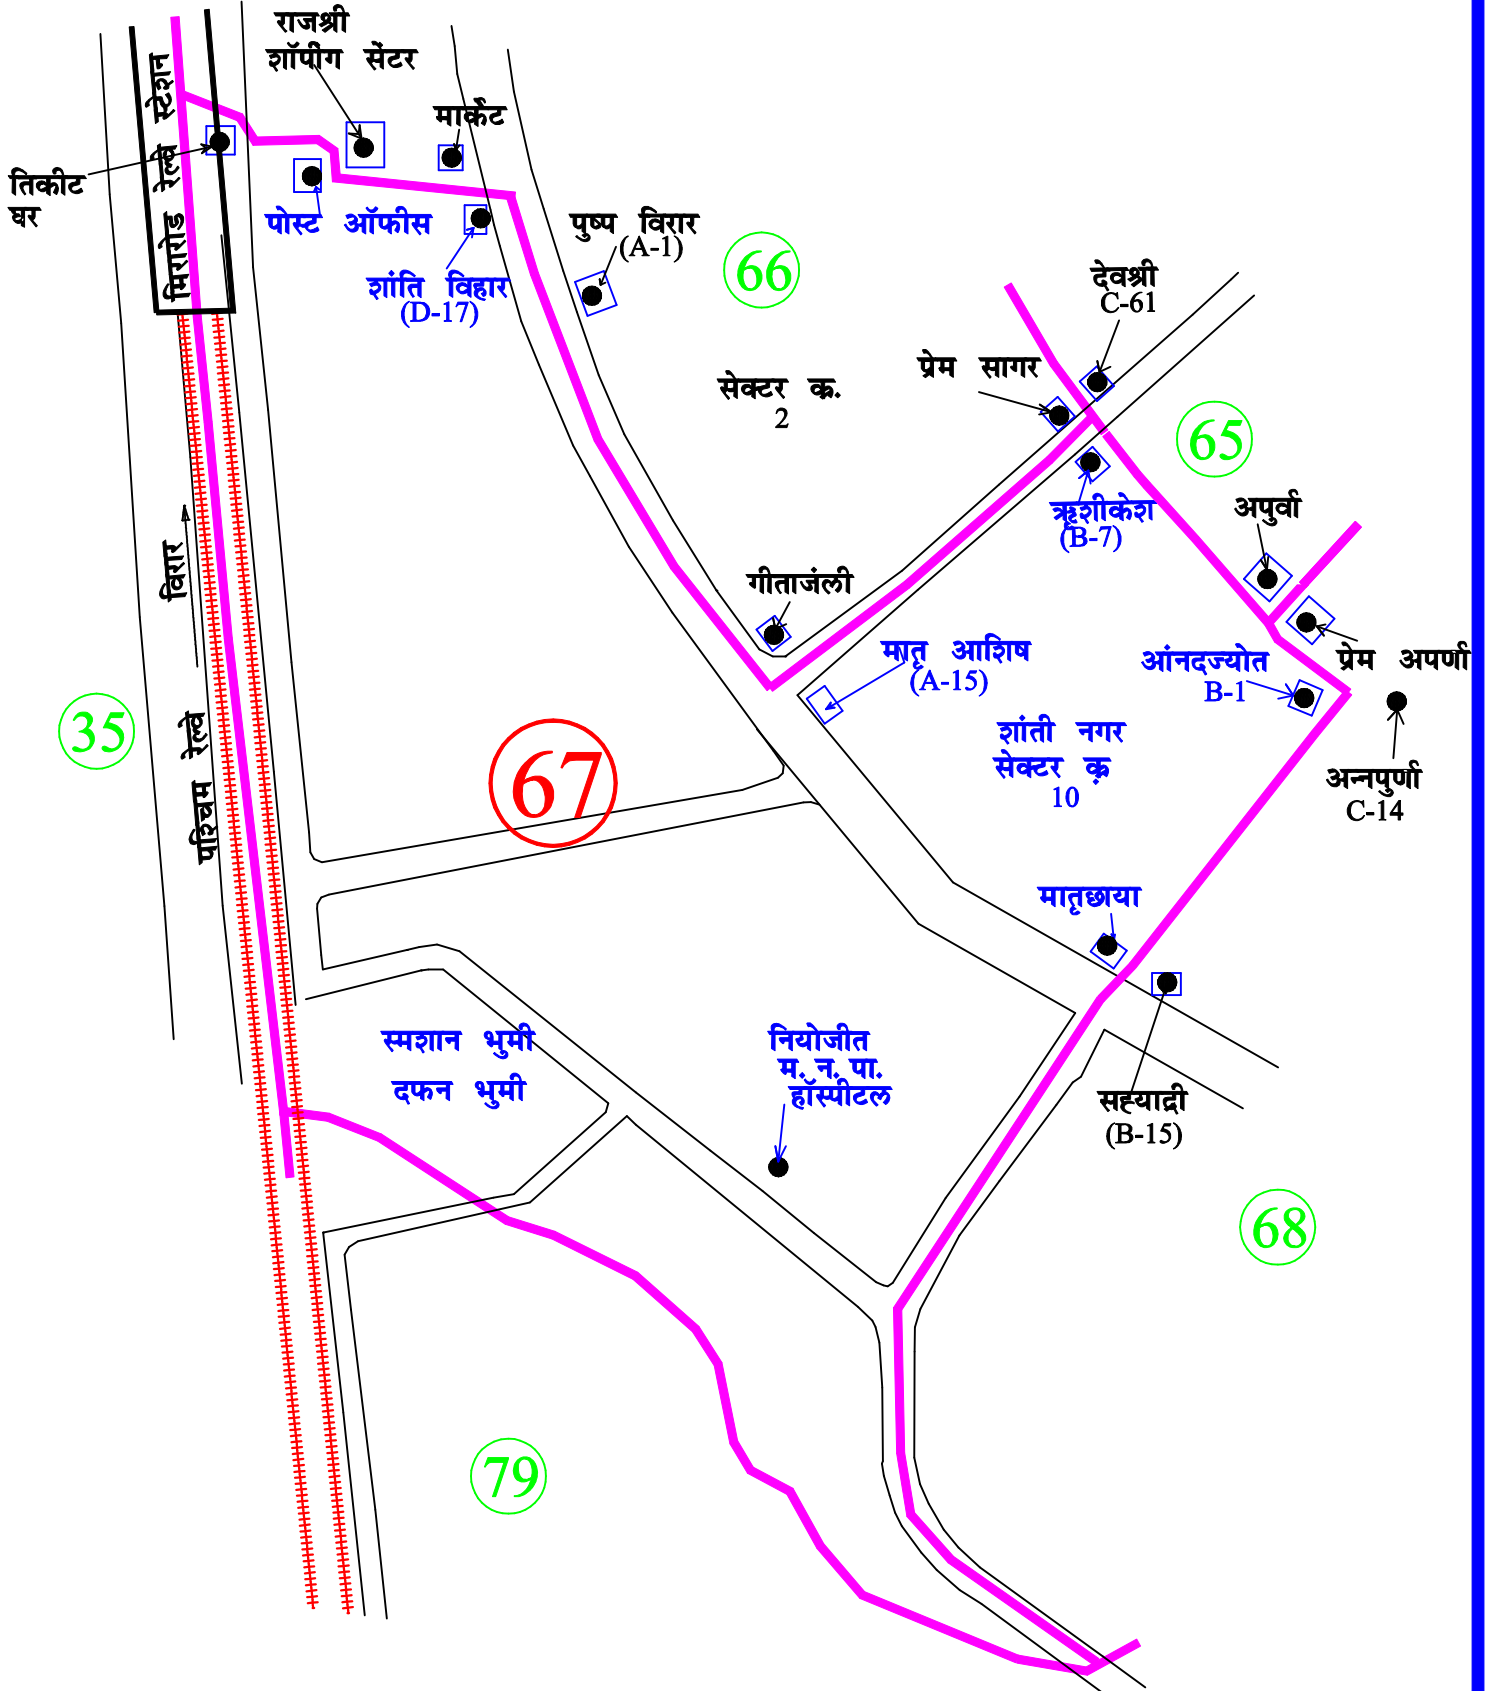 राजश्री
शॉपींग सेंटर
मार्केट
मिरारोड रेल्वे स्टेशन
तिकीट
घर
पोस्ट ऑफीस
शांति विहार
(D-17)
पुष्प विरार
(A-1)
66
देवश्री
C-61
प्रेम सागर
सेक्टर क्र.
2
65
ऋशीकेश
(B-7)
अपुर्वा
विरार
गीताजंली
मातृ आशिष
(A-15)
आंनदज्योत
B-1
प्रेम अपर्णा
35
पश्चिम रेल्वे
67
शांती नगर
सेक्टर क्र
10
अन्नपुर्णा
C-14
मातृछाया
स्मशान भुमी
दफन भुमी
नियोजीत
म. न. पा.
हॉस्पीटल
सह्याद्री
(B-15)
68
79